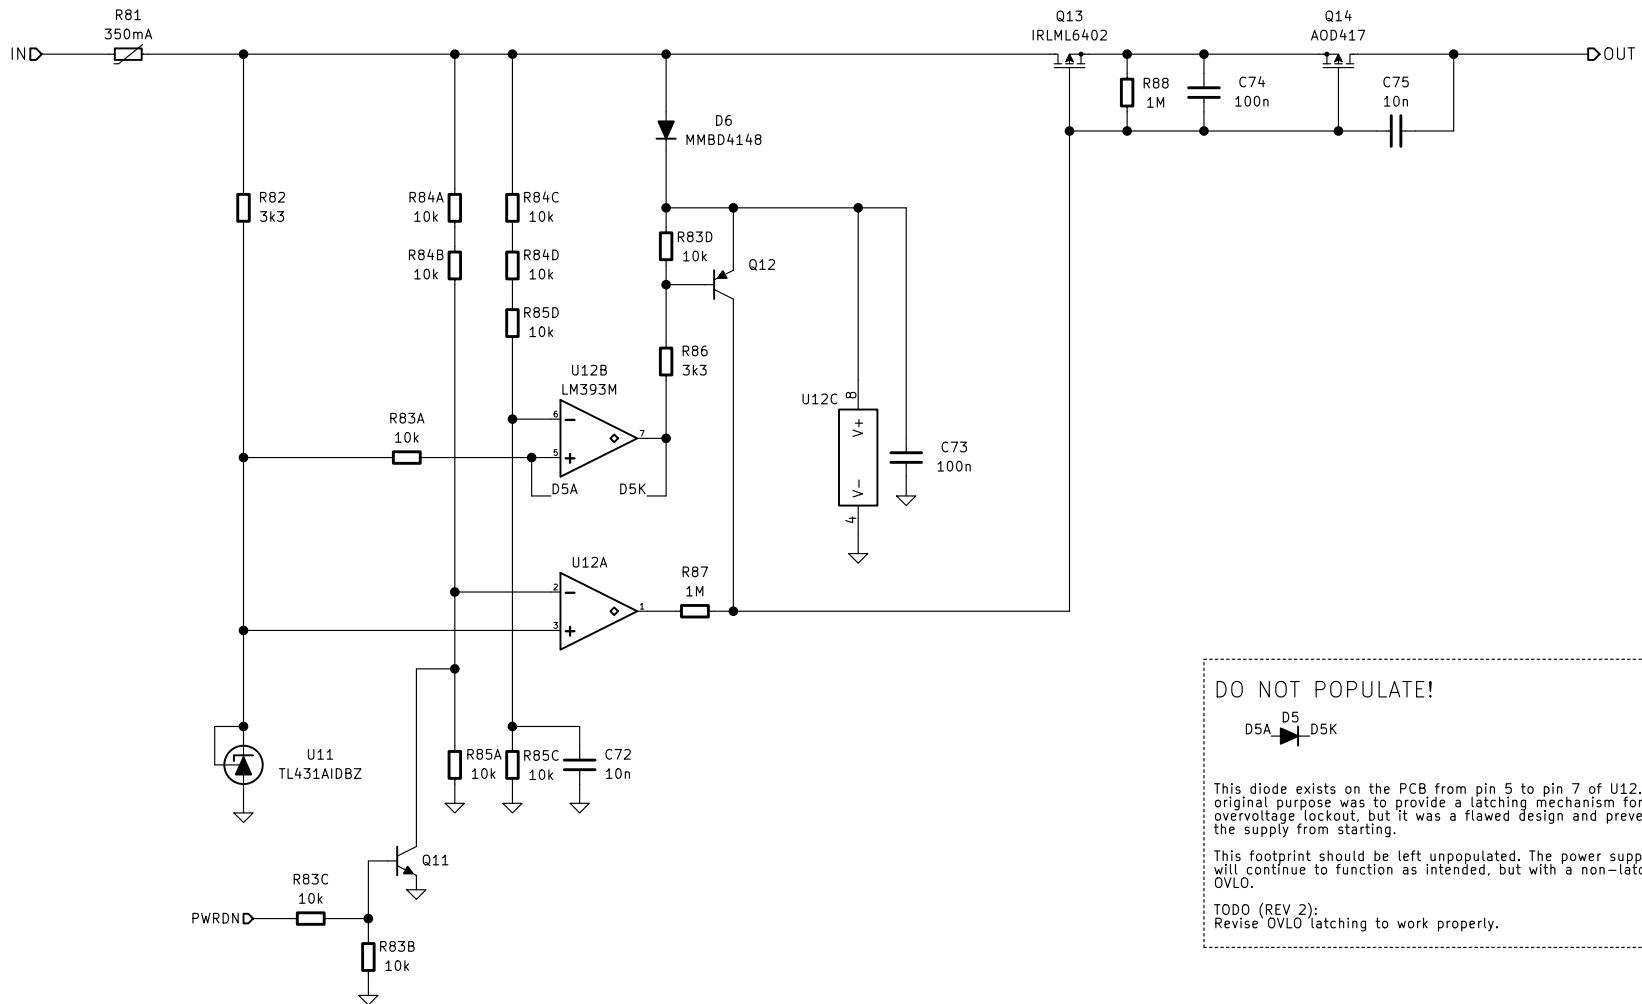 R81
350mA
IN
Q13
IRLML6402
Q14
AOD417
OUT
R88
1M
C74
100n
C75
10n
D6
MMBD4148
R82
3k3
R84A
10k
R84C
10k
R84B
10k
R84D
10k
R83D
10k
Q12
R85D
10k
R86
3k3
U12B
LM393M
R83A
10k
6
5
7
D5A
D5K
U12C
8
V+
V-
4
C73
100n
U12A
2
3
1
R87
1M
U11
TL431AIDBZ
R85A
10k
R85C
10k
C72
10n
Q11
R83C
10k
PWRDN
R83B
10k
DO NOT POPULATE!
D5
D5A
D5K
This diode exists on the PCB from pin 5 to pin 7 of U12.
original purpose was to provide a latching mechanism for
overvoltage lockout, but it was a flawed design and preve
the supply from starting.
This footprint should be left unpopulated. The power supp
will continue to function as intended, but with a non-latc
OVLO.
TODO (REV 2):
Revise OVLO latching to work properly.